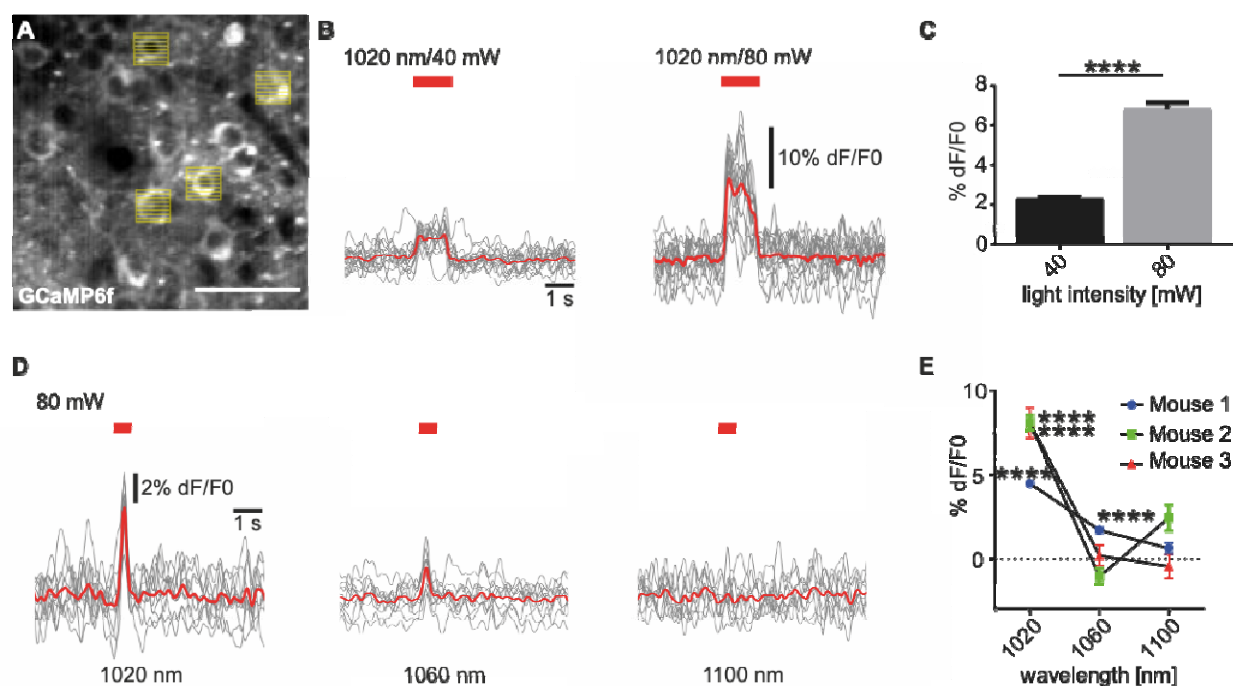 A
GCaMP6f
B
1020 nm/40 mW
1020 nm/80 mW
10% dF/F0
1 s
C
****
% dF/F0
8
6
4
2
0
40
80
light intensity [mW]
D
80 mW
2% dF/F0
1 s
1020 nm
1060 nm
1100 nm
E
% dF/F0
10
5
0
****
****
****
****
Mouse 1
Mouse 2
Mouse 3
1020
1060
1100
wavelength [nm]